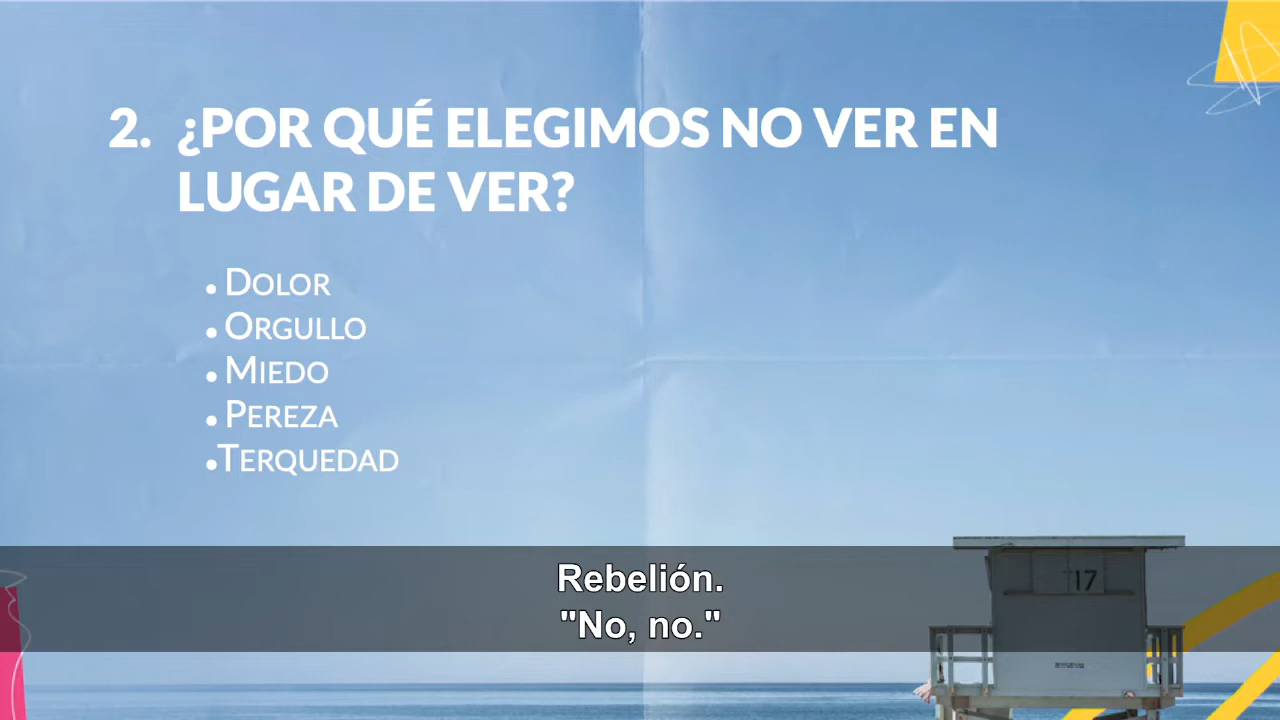 2. ¿POR QUÉ ELEGIMOS NO VER EN
LUGAR DE VER?
• DOLOR
• ORGULLO
• MIEDO
• PEREZA
•TERQUEDAD
17
Rebelión.
"No, no."